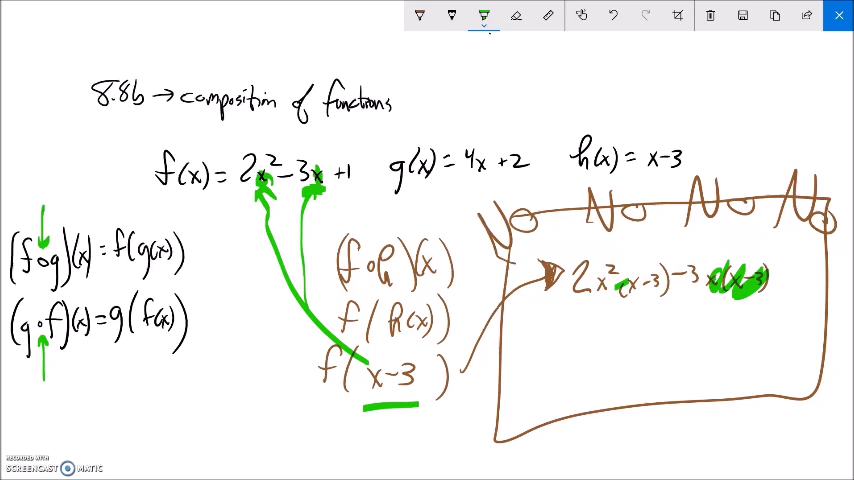 8.8b → composition of functions
f(x) = 2x² - 3x + 1 g(x) = 4x + 2 h(x) = x - 3
(f∘g)(x) = f(g(x))
(g∘f)(x) = g(f(x))
(f∘h)(x)
f(h(x))
f(x-3)
No No No No
2x²(x-3) - 3x(x-3)
RECORDED WITH
SCREENCAST MATIC